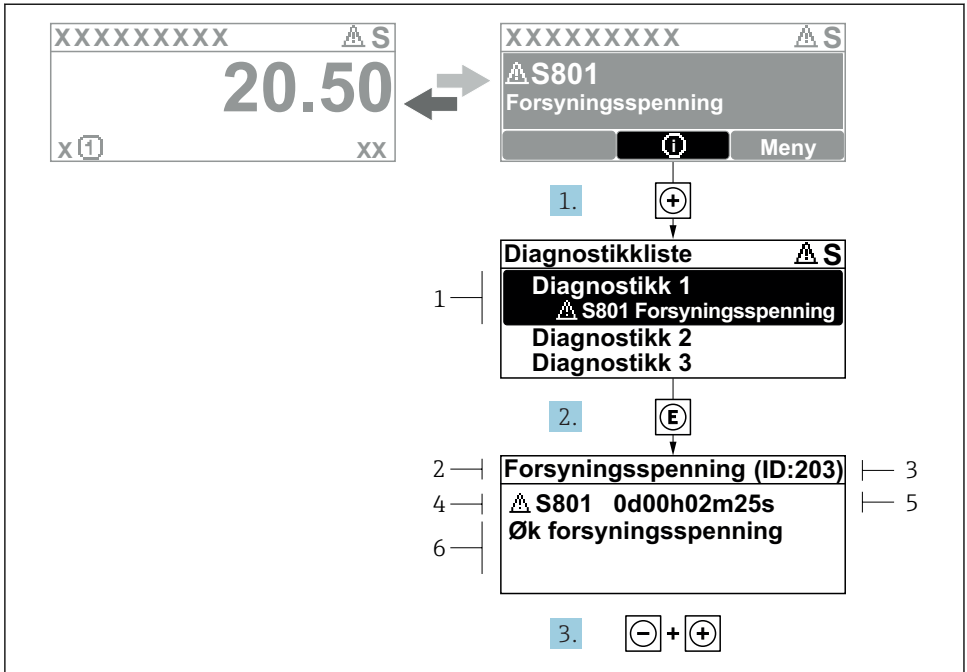 XXXXXXXXX ⚠ S
20.50
x ① xx
XXXXXXXXX ⚠ S
⚠ S801
Forsyningsspenning
ⓘ Meny
1. +
Diagnostikkliste ⚠ S
1
Diagnostikk 1
⚠ S801 Forsyningsspenning
Diagnostikk 2
Diagnostikk 3
2. E
2 Forsyningsspenning (ID:203) 3
4 ⚠ S801 0d00h02m25s 5
6 Øk forsyningsspenning
3. - + +